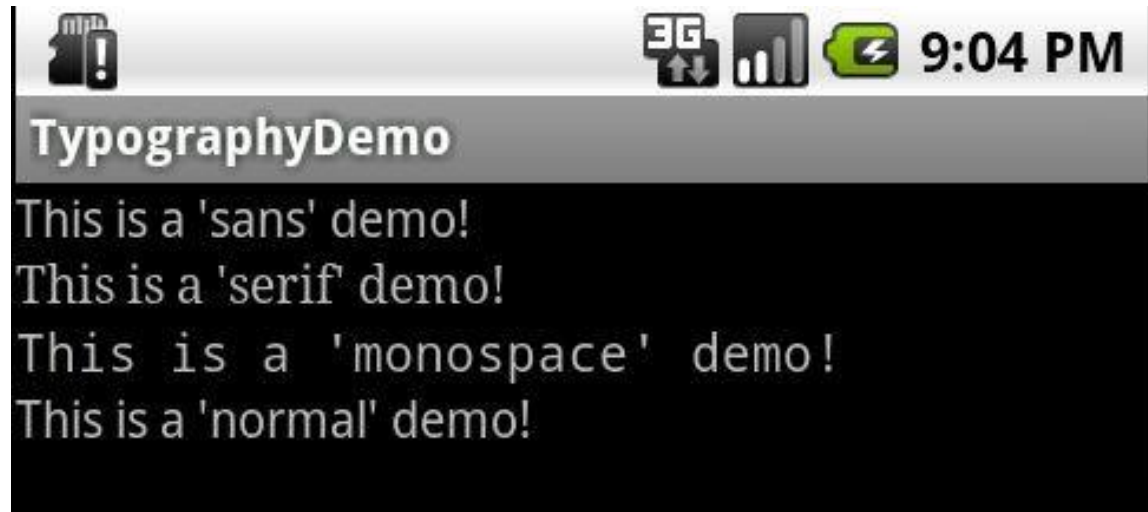 3G 9:04 PM
TypographyDemo
This is a 'sans' demo!
This is a 'serif' demo!
This is a 'monospace' demo!
This is a 'normal' demo!